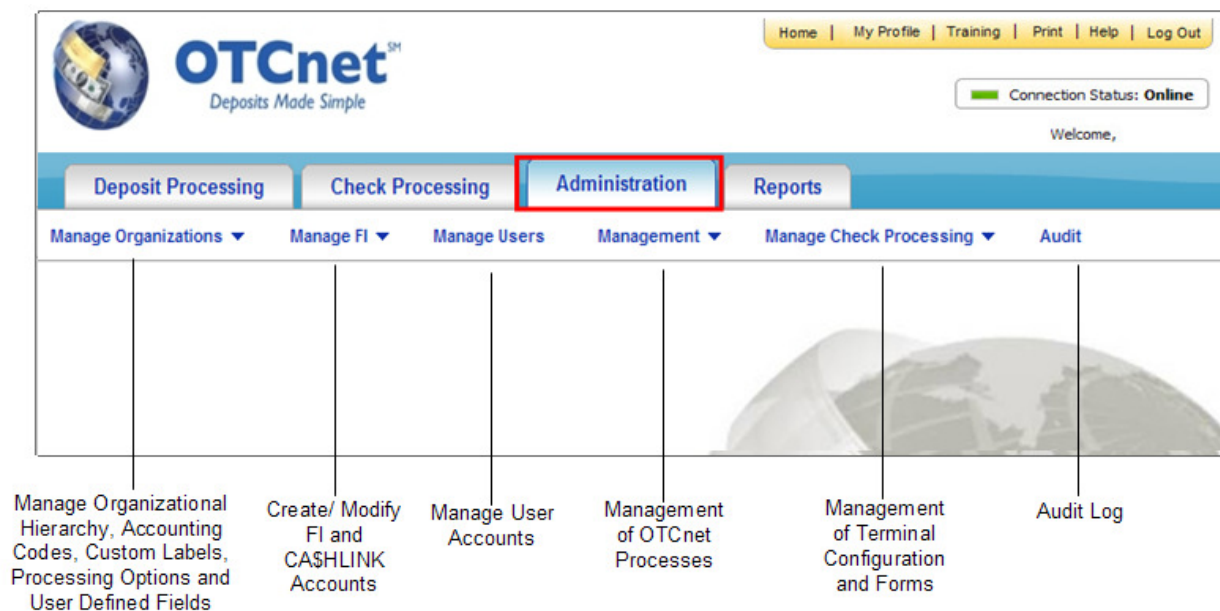 Home | My Profile | Training | Print | Help | Log Out
OTCnet SM
Deposits Made Simple
Connection Status: Online
Welcome,
Deposit Processing Check Processing Administration Reports
Manage Organizations Manage FI Manage Users Management Manage Check Processing Audit
Manage Organizational
Hierarchy, Accounting
Codes, Custom Labels,
Processing Options and
User Defined Fields
Create/ Modify
FI and
CA$HLINK
Accounts
Manage User
Accounts
Management
of OTCnet
Processes
Management
of Terminal
Configuration
and Forms
Audit Log